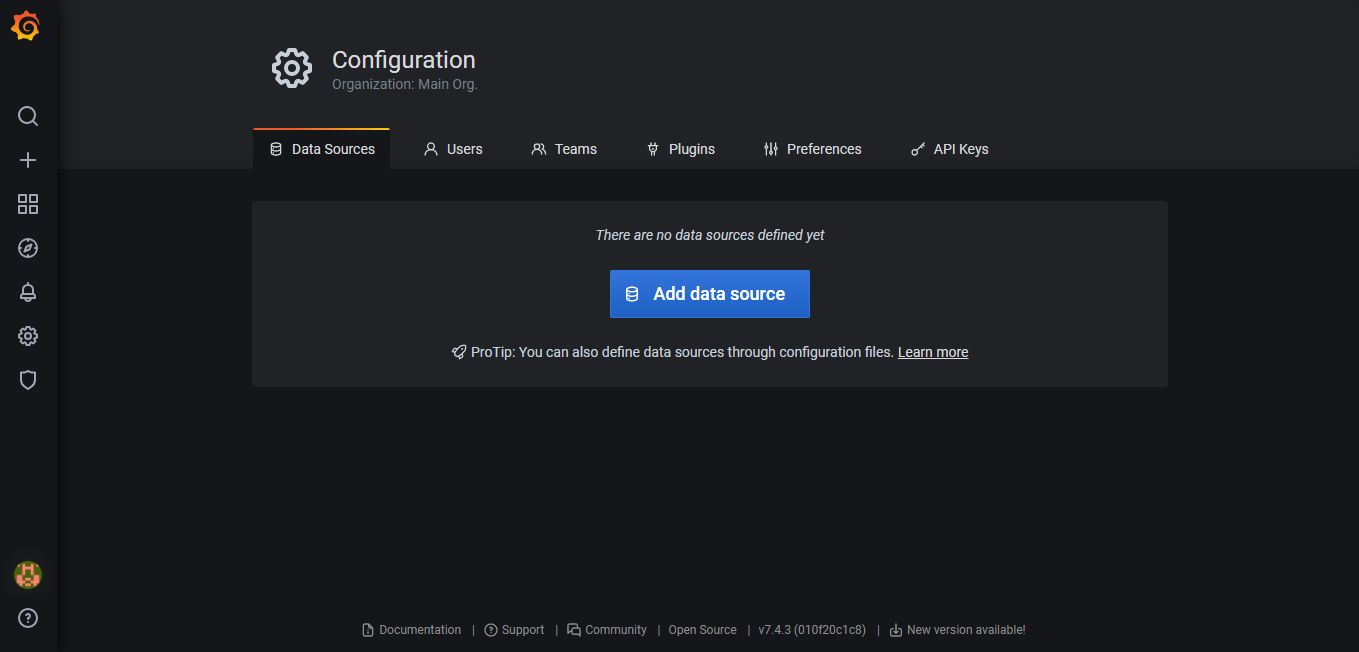 Configuration
Organization: Main Org.
Data Sources Users Teams Plugins Preferences API Keys
There are no data sources defined yet
Add data source
ProTip: You can also define data sources through configuration files. Learn more
Documentation | Support | Community | Open Source | v7.4.3 (010f20c1c8) | New version available!